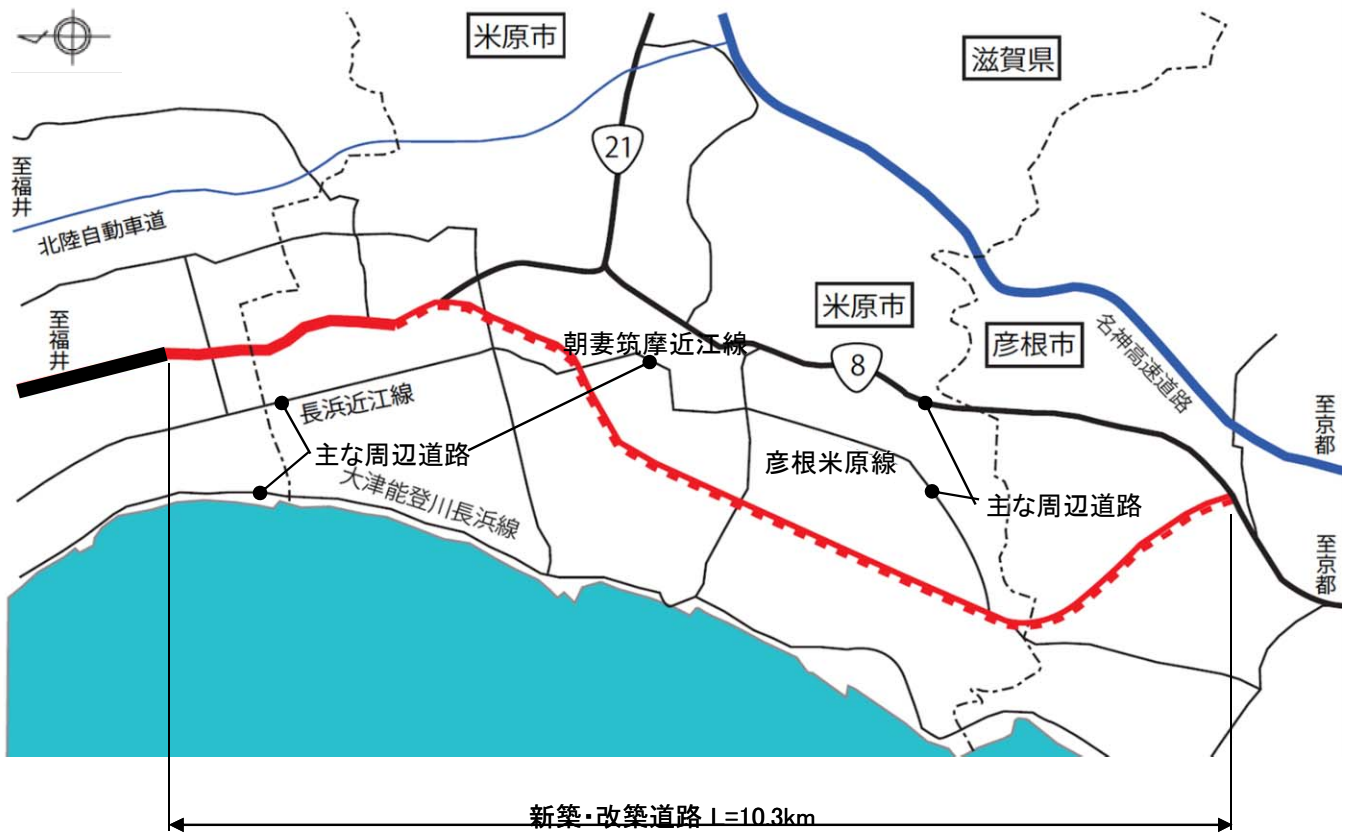 米原市
滋賀県
21
至福井
北陸自動車道
至福井
米原市
朝妻筑摩近江線
8
彦根市
名神高速道路
長浜近江線
主な周辺道路
大津能登川長浜線
彦根米原線
主な周辺道路
至京都
至京都
新築・改築道路 L=10.3km